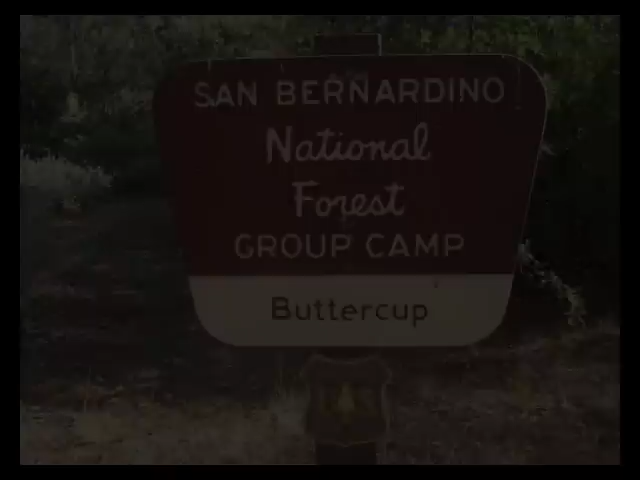 SAN BERNARDINO
National
Forest
GROUP CAMP
Buttercup